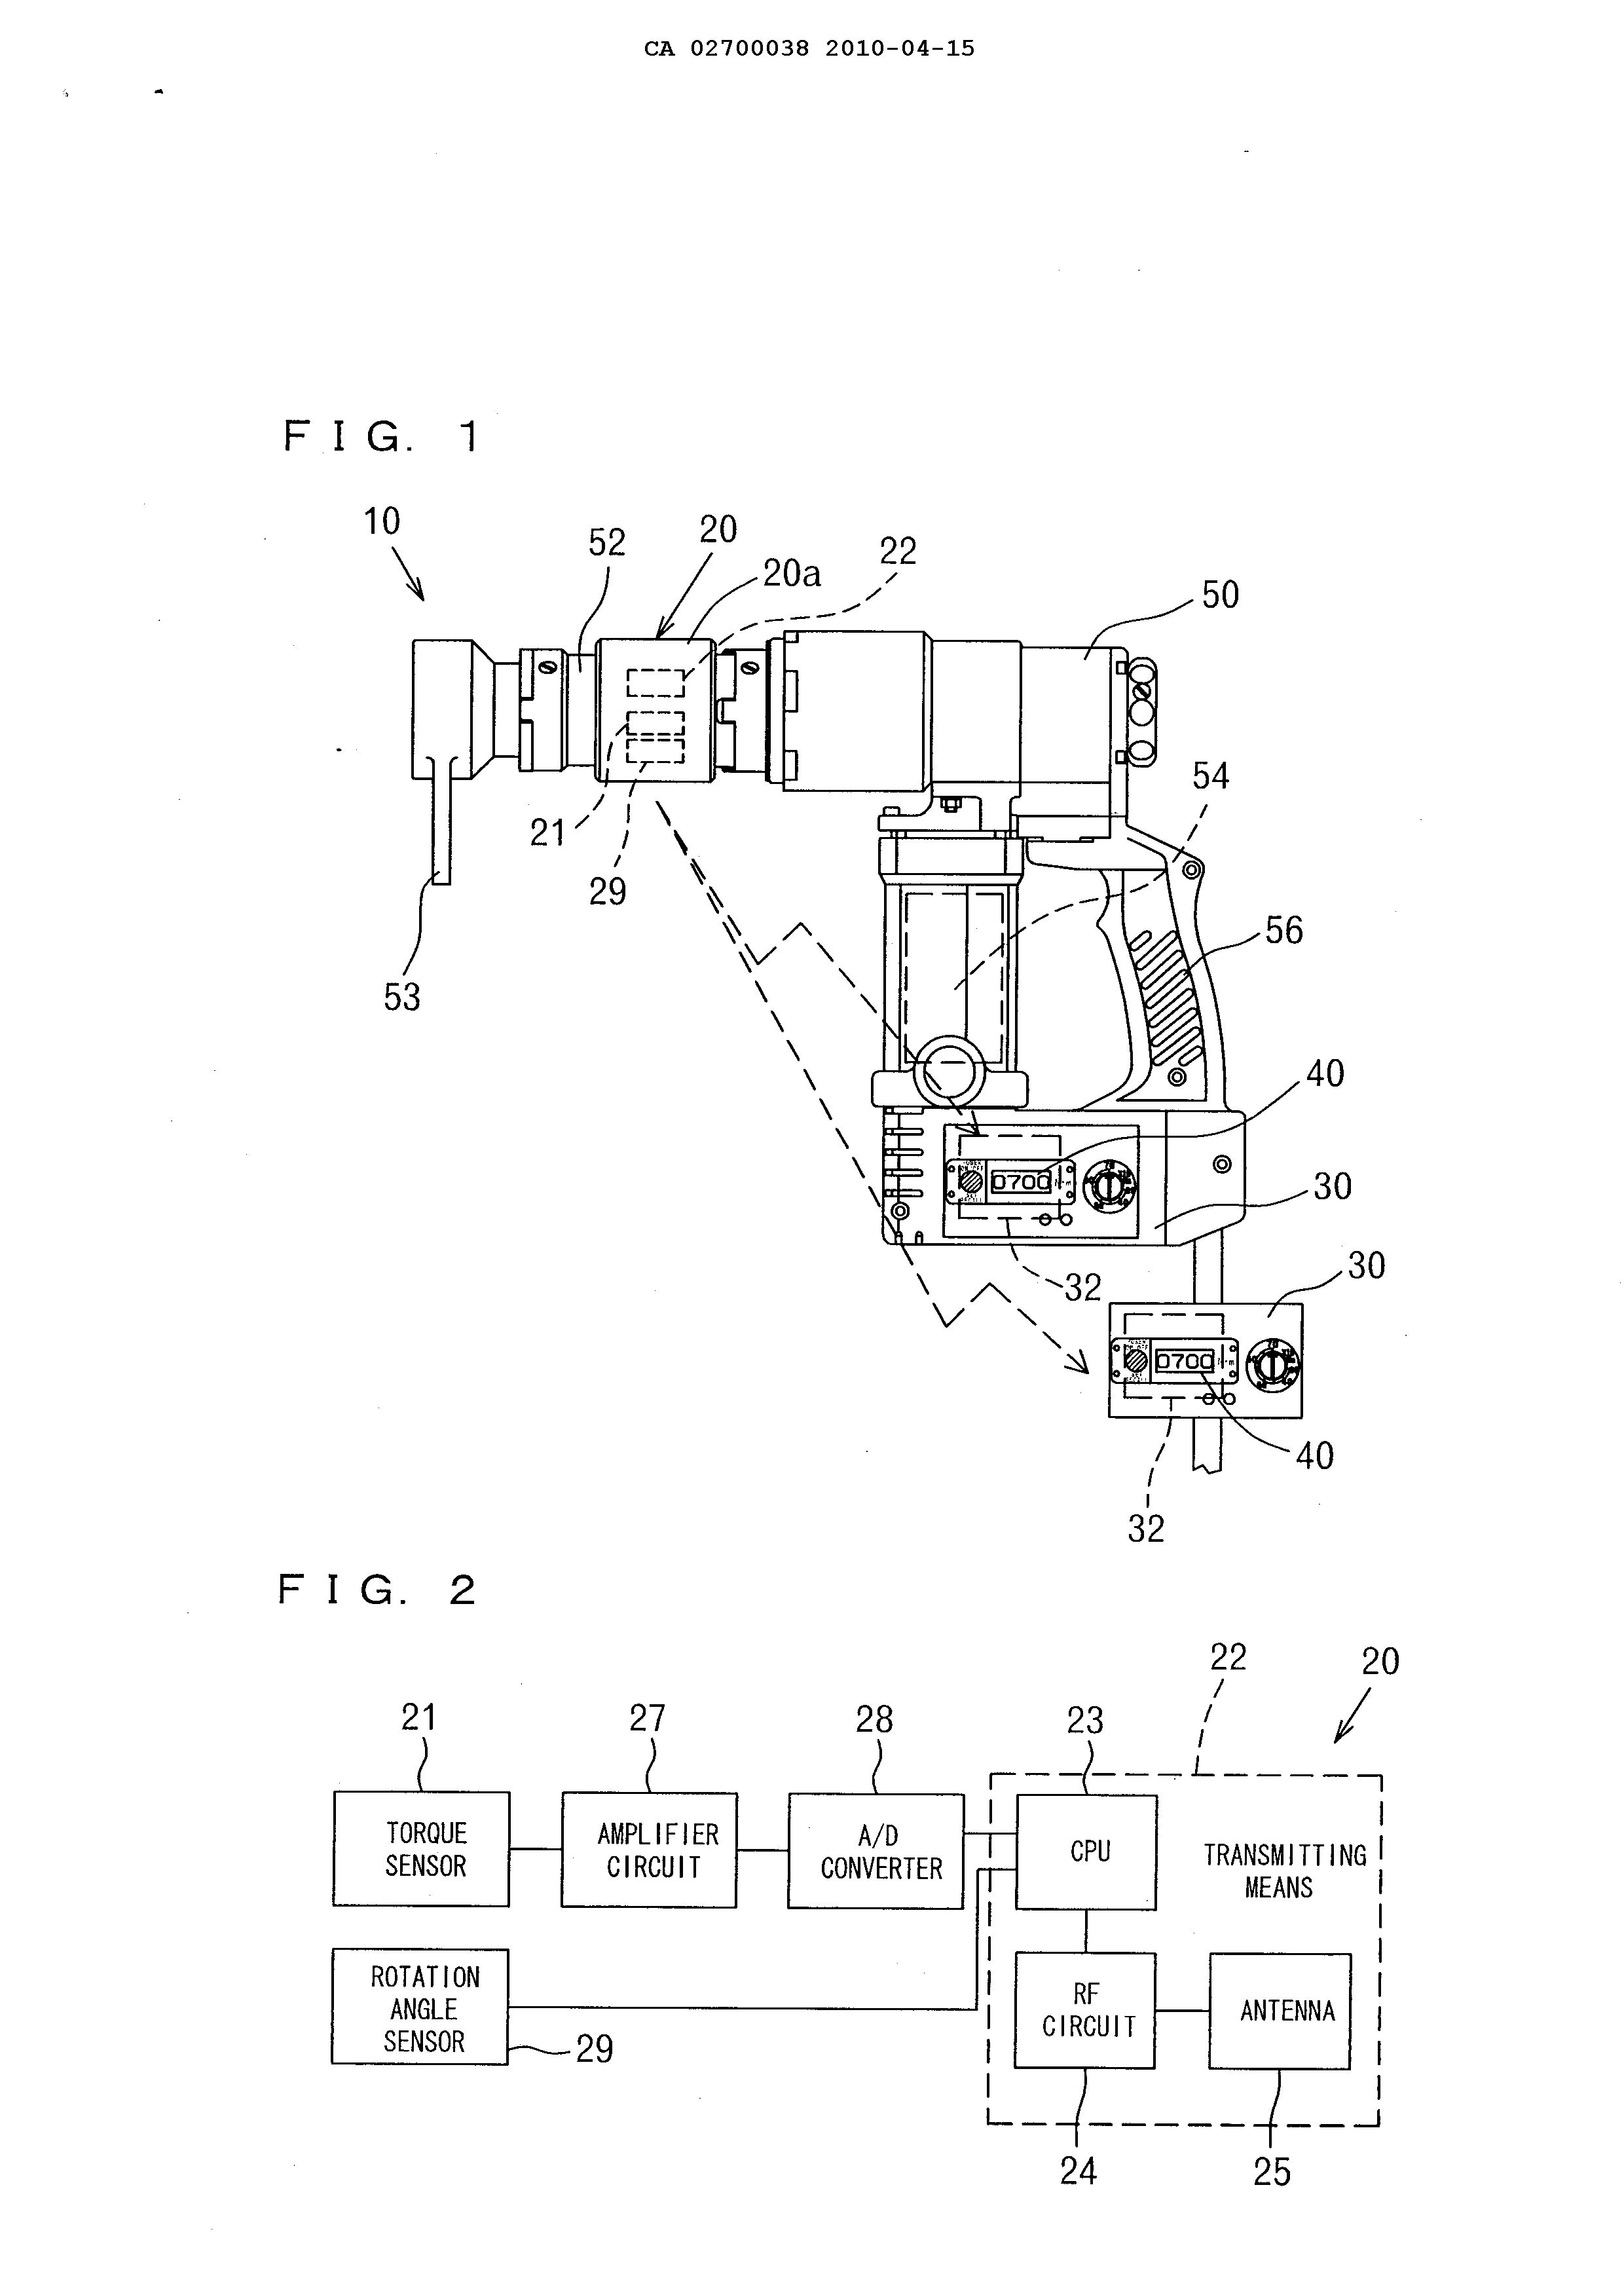 CA 02700038 2010-04-15
FIG. 1
10
52
20
20a
22
50
54
21
29
53
56
40
0700
30
32
30
0700
40
32
FIG. 2
22
20
21
27
28
23
TORQUE
SENSOR
AMPLIFIER
CIRCUIT
A/D
CONVERTER
CPU
TRANSMITTING
MEANS
ROTATION
ANGLE
SENSOR
29
RF
CIRCUIT
ANTENNA
24
25